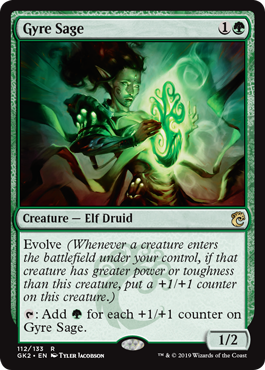 Gyre Sage 1
Creature — Elf Druid
Evolve (Whenever a creature enters
the battlefield under your control, if that
creature has greater power or toughness
than this creature, put a +1/+1 counter
on this creature.)
: Add for each +1/+1 counter on
Gyre Sage.
1/2
112/133 R
GK2 • EN Tyler Jacobson ™ & © 2019 Wizards of the Coast